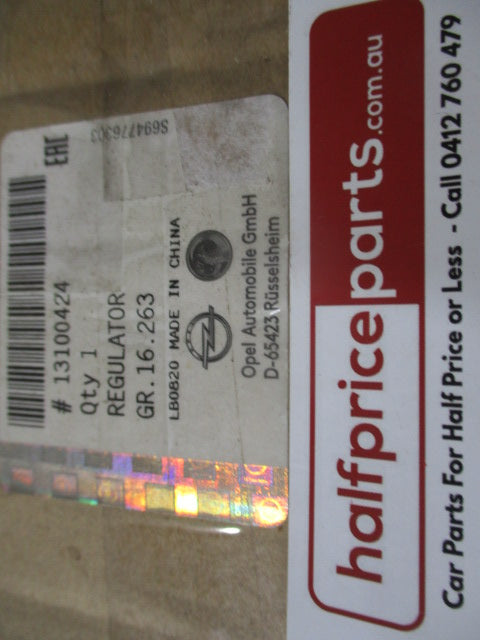 S694776303
EAC
# 13100424
Qty 1
REGULATOR
GR.16.263
LB0820 MADE IN CHINA
Opel Automobile GmbH
D-65423 Rüsselsheim
halfpriceparts.com.au
Car Parts For Half Price or Less - Call 0412 760 479